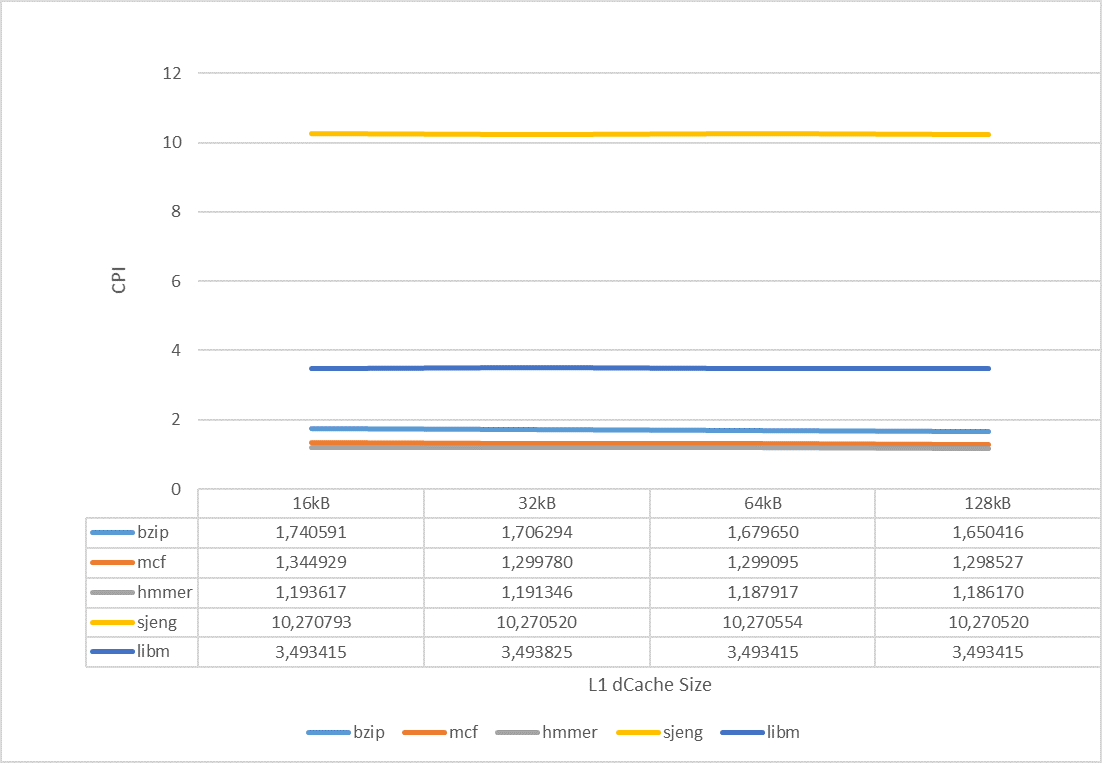 12
10
8
6
4
2
0
CPI
16kB 32kB 64kB 128kB
bzip 1,740591 1,706294 1,679650 1,650416
mcf 1,344929 1,299780 1,299095 1,298527
hmmer 1,193617 1,191346 1,187917 1,186170
sjeng 10,270793 10,270520 10,270554 10,270520
libm 3,493415 3,493825 3,493415 3,493415
L1 dCache Size
bzip mcf hmmer sjeng libm